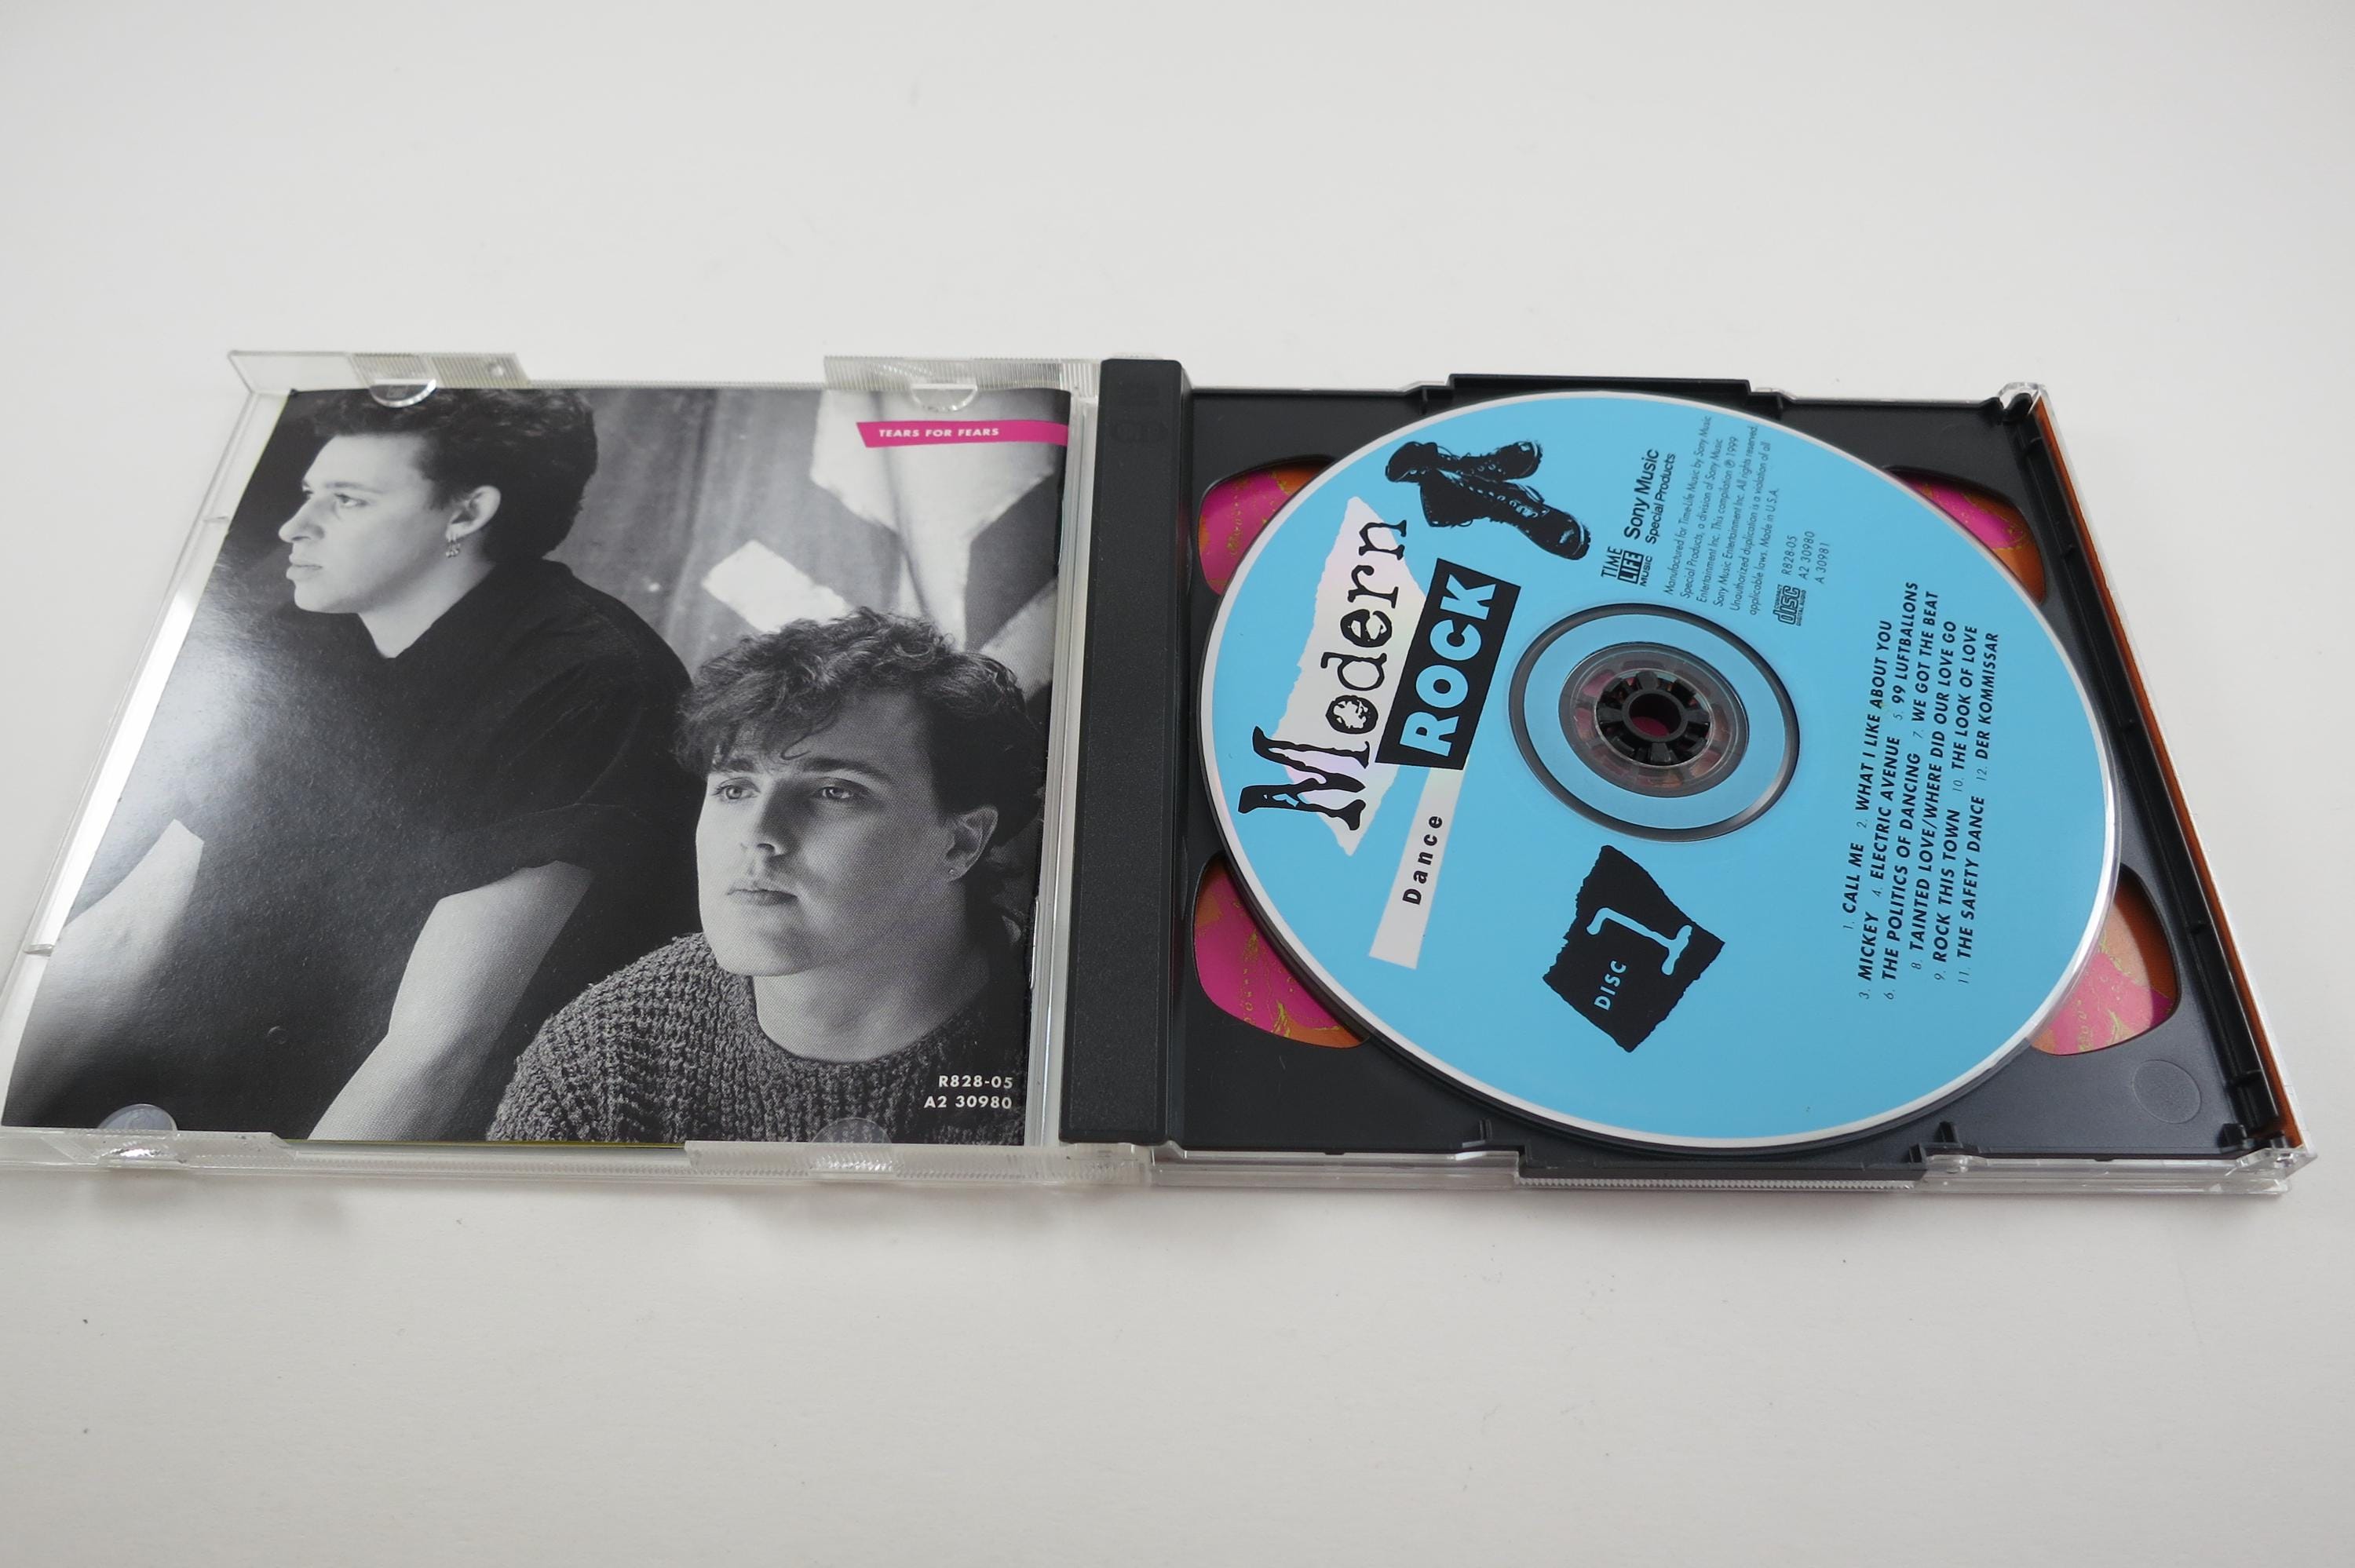 TEARS FOR FEARS
R828-05
A2 30980
Modern
ROCK
Dance
DISC 1
TIME
LIFE
MUSIC
Sony Music
Special Products
Manufactured for Time-Life Music by Sony Music
Special Products, a division of Sony Music
Entertainment Inc. This compilation ℗ 1999
Sony Music Entertainment Inc. All rights reserved.
Unauthorized duplication is a violation of all
applicable laws. Made in U.S.A.
COMPACT
disc
DIGITAL AUDIO
R828-05
A2 30980
A 30981
1. CALL ME 2. WHAT I LIKE ABOUT YOU
3. MICKEY 4. ELECTRIC AVENUE 5. 99 LUFTBALLONS
6. THE POLITICS OF DANCING 7. WE GOT THE BEAT
8. TAINTED LOVE/WHERE DID OUR LOVE GO
9. ROCK THIS TOWN 10. THE LOOK OF LOVE
11. THE SAFETY DANCE 12. DER KOMMISSAR